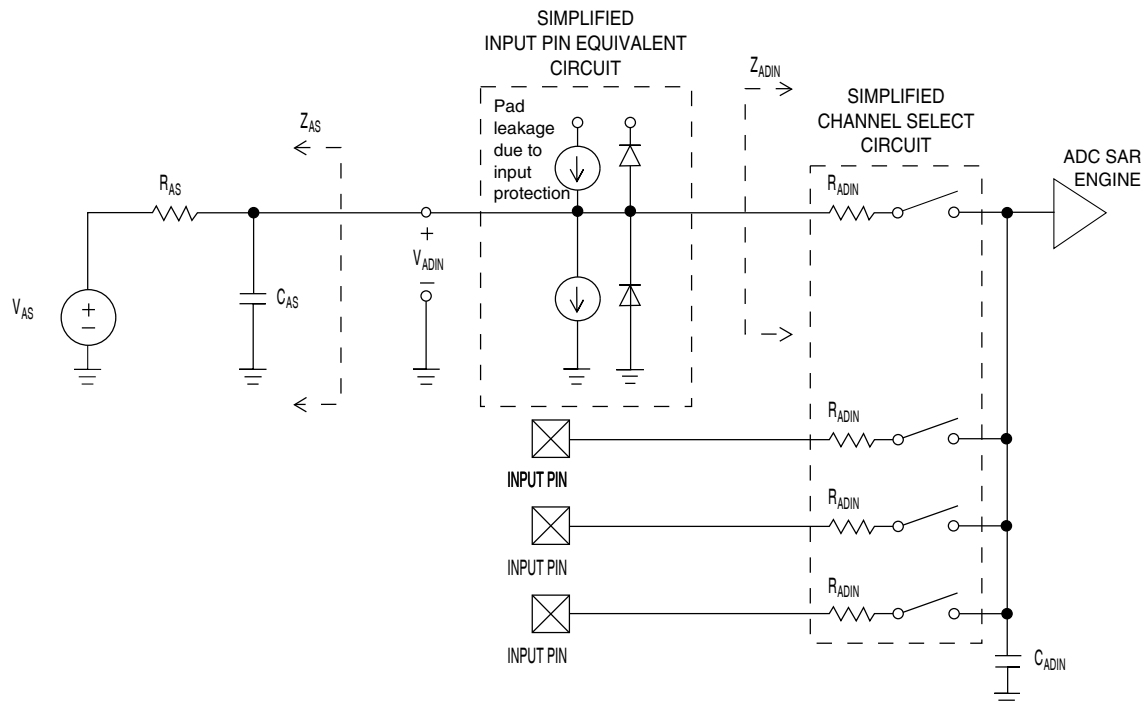 SIMPLIFIED
INPUT PIN EQUIVALENT
CIRCUIT
Pad
leakage
due to
input
protection
Z_ADIN
SIMPLIFIED
CHANNEL SELECT
CIRCUIT
ADC SAR
ENGINE
Z_AS
R_AS
R_ADIN
+
V_ADIN
−
V_AS
+
−
C_AS
R_ADIN
INPUT PIN
R_ADIN
INPUT PIN
R_ADIN
INPUT PIN
C_ADIN